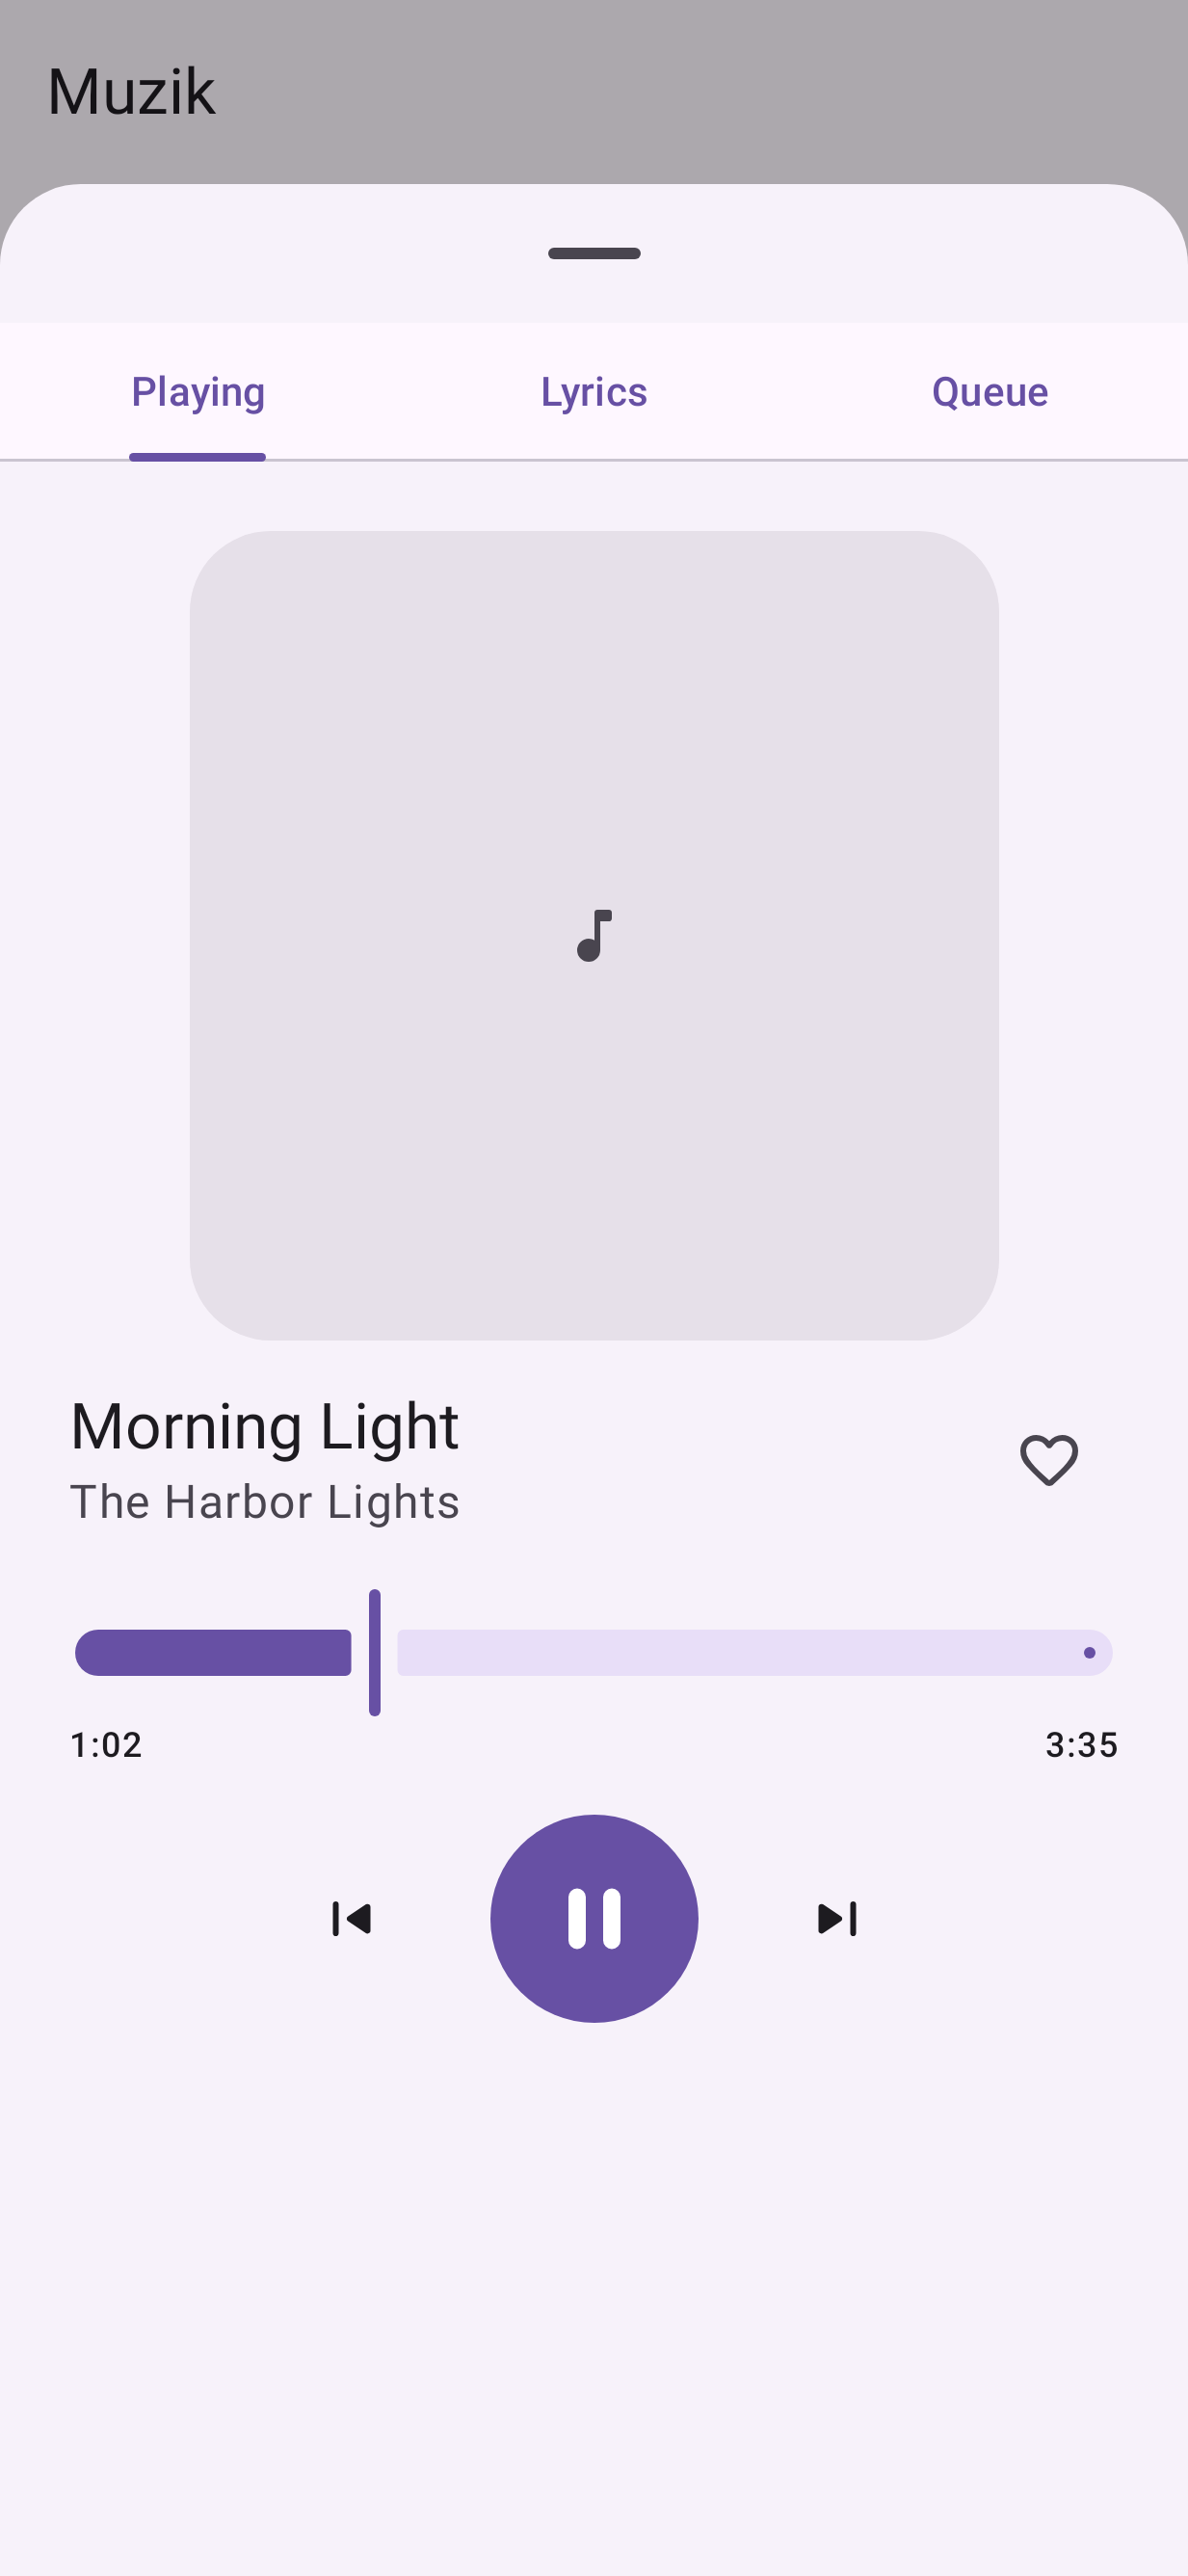 Muzik
Playing
Lyrics
Queue
Morning Light
The Harbor Lights
1:02
3:35